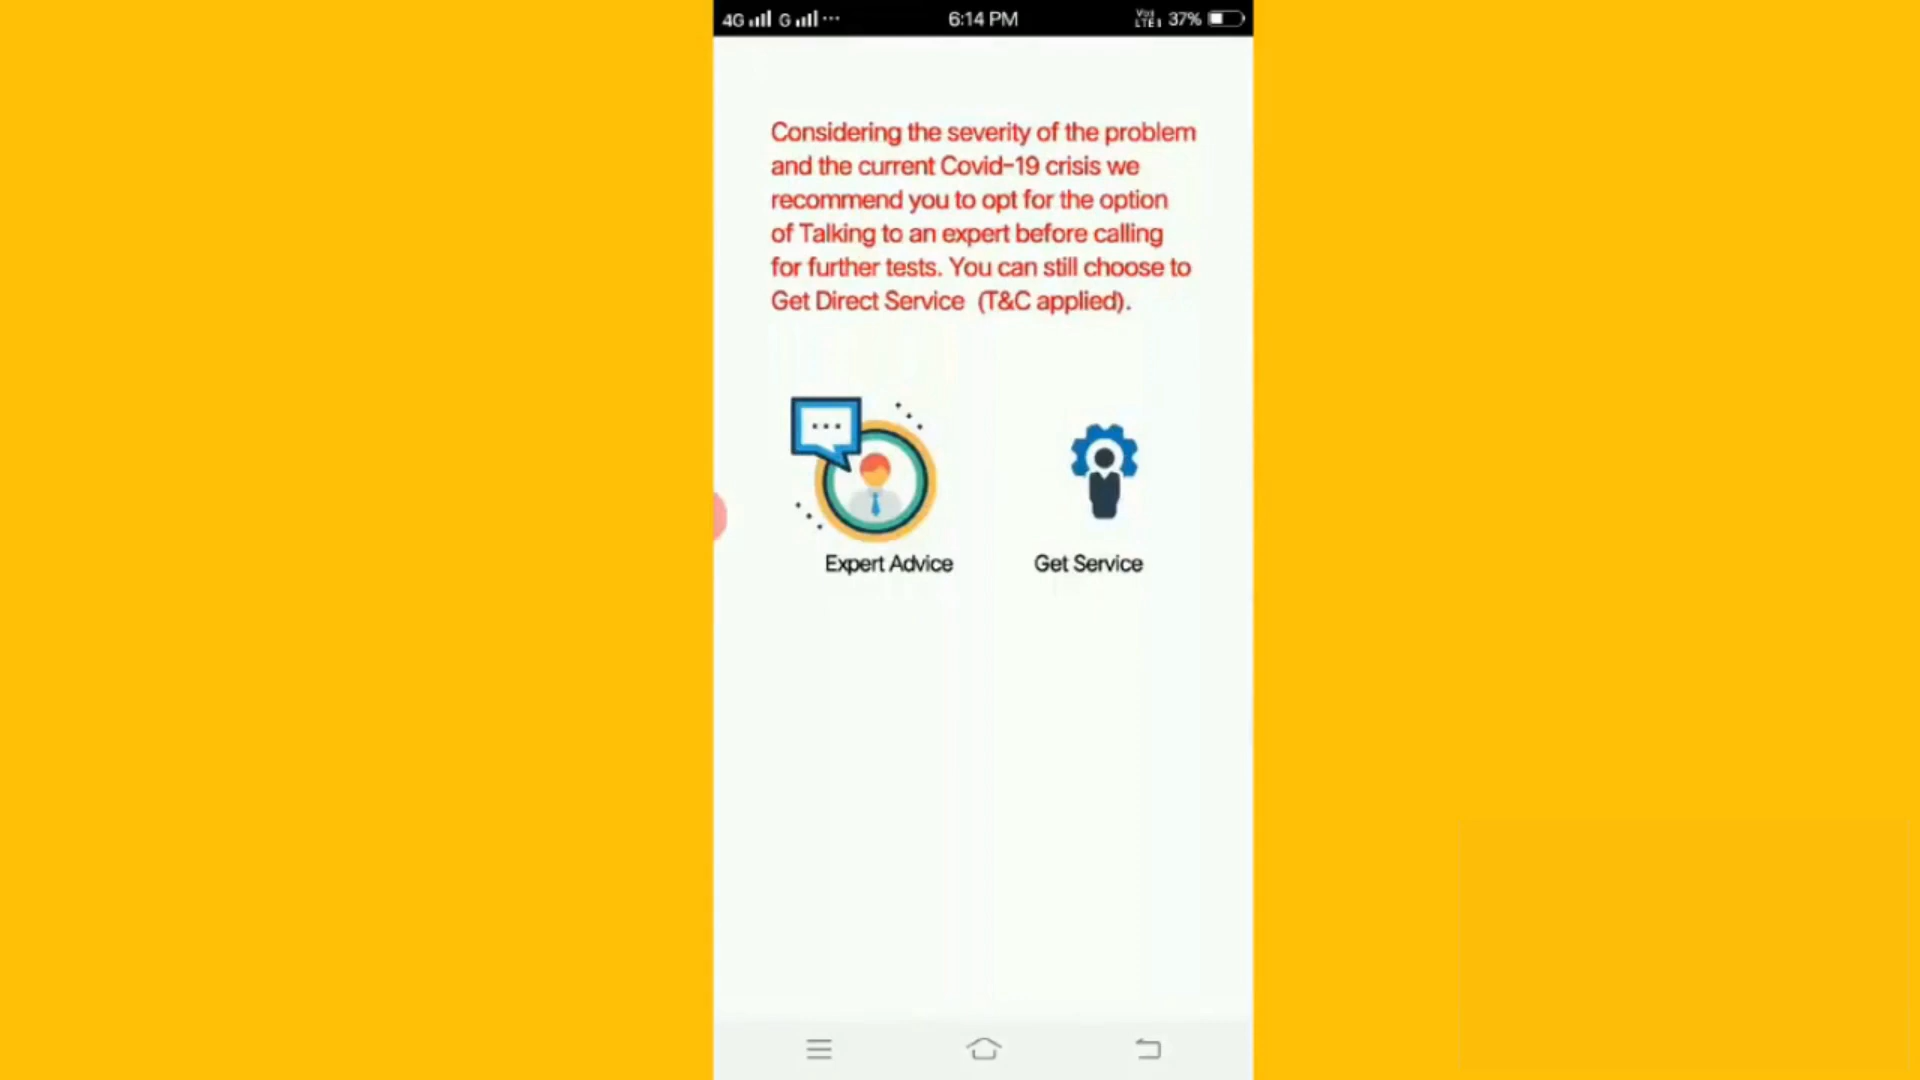 4G G ... 6:14 PM 37%
Considering the severity of the problem
and the current Covid-19 crisis we
recommend you to opt for the option
of Talking to an expert before calling
for further tests. You can still choose to
Get Direct Service (T&C applied).
Expert Advice Get Service